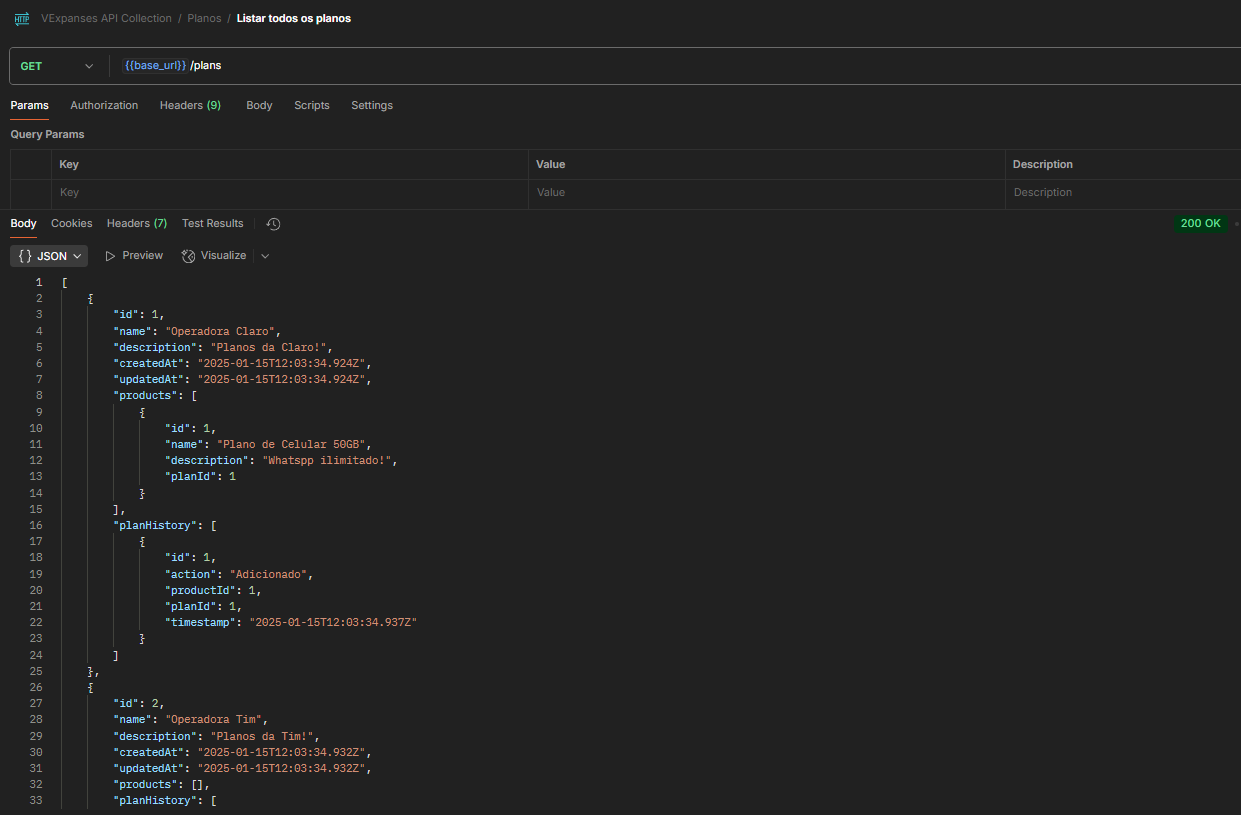 HTTP VExpanses API Collection / Planos / Listar todos os planos
GET {{base_url}} /plans
Params Authorization Headers (9) Body Scripts Settings
Query Params
Key Value Description
Key Value Description
Body Cookies Headers (7) Test Results 200 OK
{ } JSON Preview Visualize
1 [
2 {
3 "id": 1,
4 "name": "Operadora Claro",
5 "description": "Planos da Claro!",
6 "createdAt": "2025-01-15T12:03:34.924Z",
7 "updatedAt": "2025-01-15T12:03:34.924Z",
8 "products": [
9 {
10 "id": 1,
11 "name": "Plano de Celular 50GB",
12 "description": "Whatspp ilimitado!",
13 "planId": 1
14 }
15 ],
16 "planHistory": [
17 {
18 "id": 1,
19 "action": "Adicionado",
20 "productId": 1,
21 "planId": 1,
22 "timestamp": "2025-01-15T12:03:34.937Z"
23 }
24 ]
25 },
26 {
27 "id": 2,
28 "name": "Operadora Tim",
29 "description": "Planos da Tim!",
30 "createdAt": "2025-01-15T12:03:34.932Z",
31 "updatedAt": "2025-01-15T12:03:34.932Z",
32 "products": [],
33 "planHistory": [